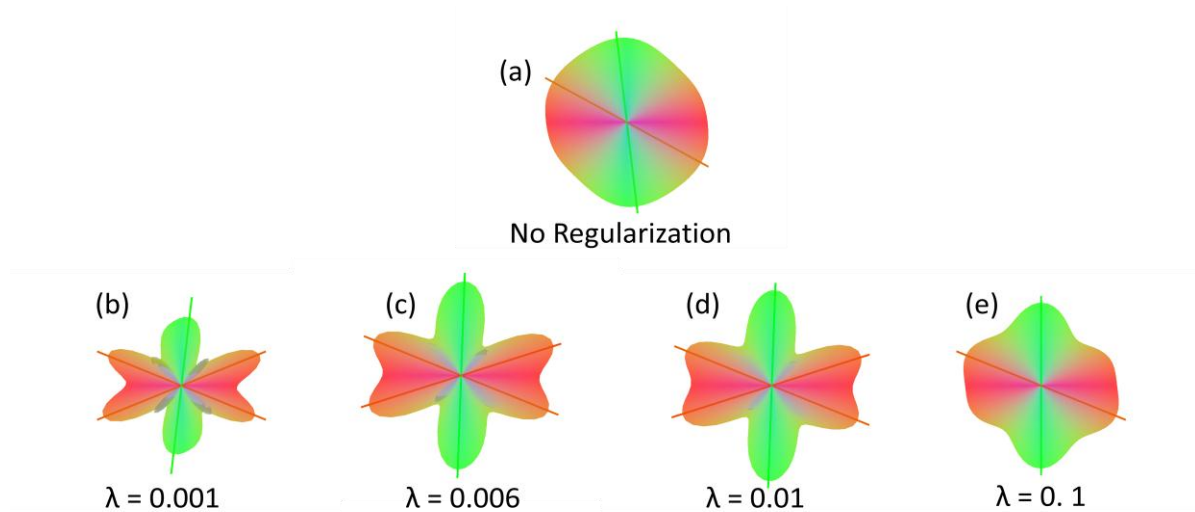 (a)
No Regularization
(b)
(c)
(d)
(e)
λ = 0.001
λ = 0.006
λ = 0.01
λ = 0. 1